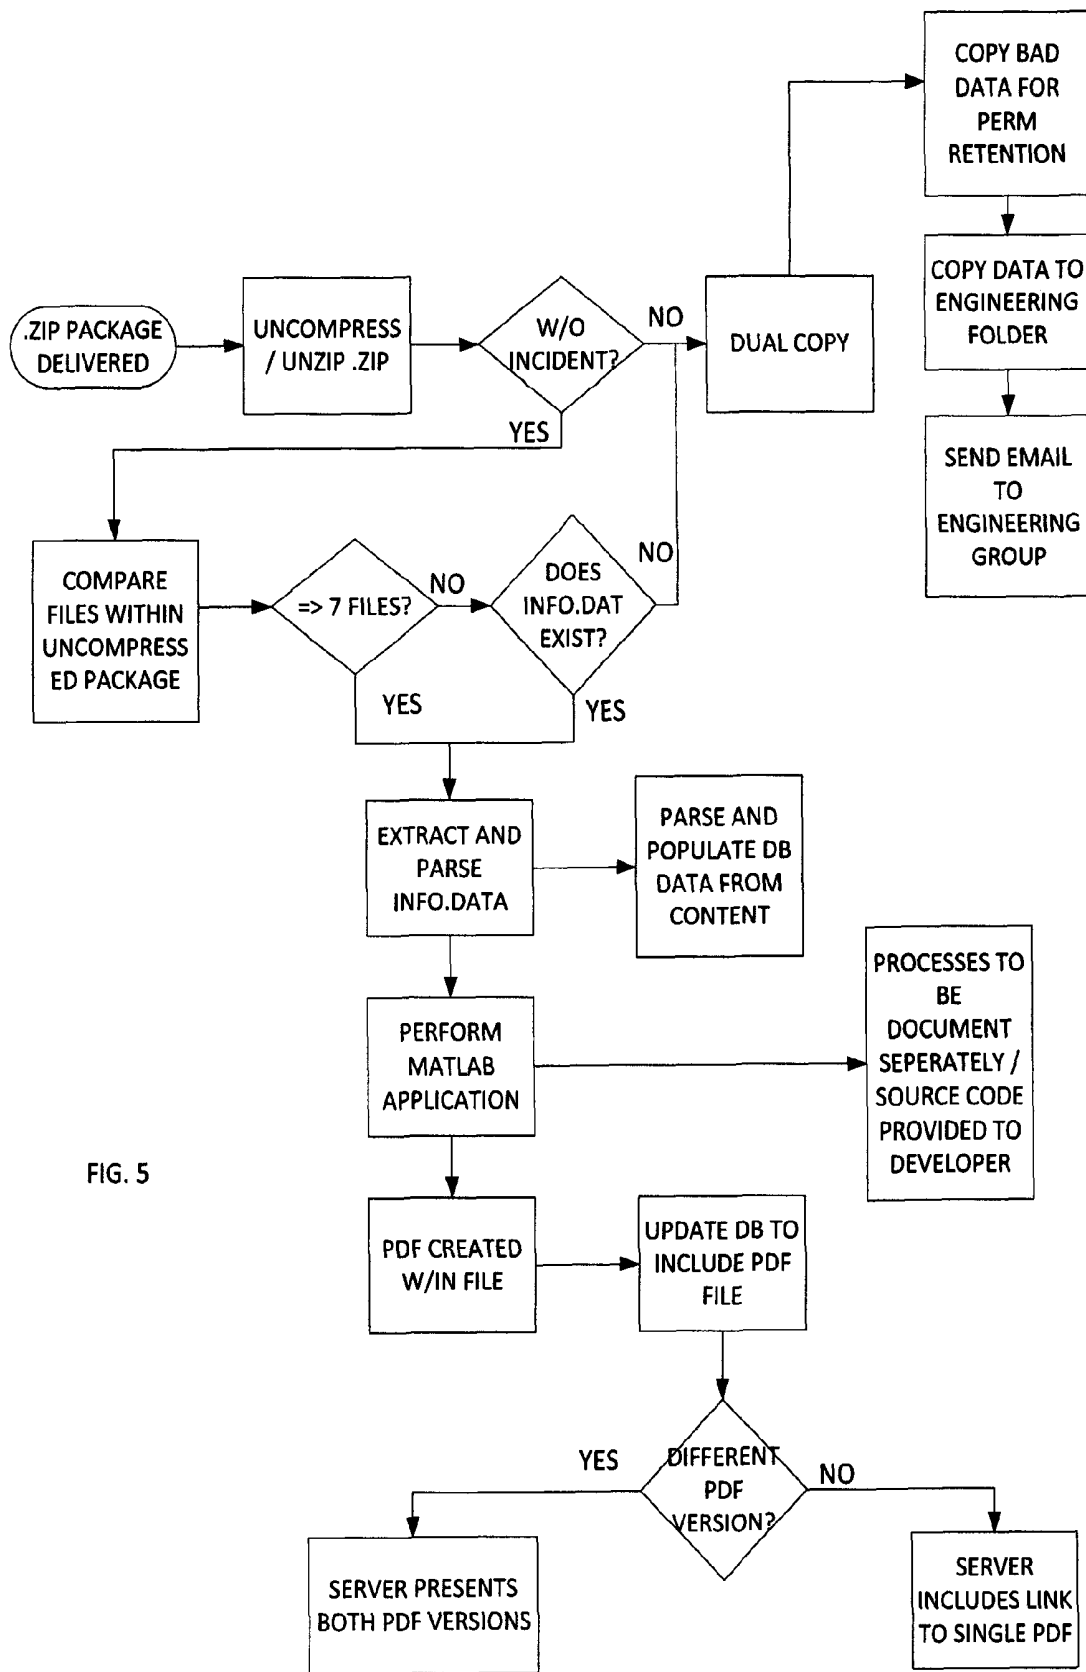 COPY BAD
DATA FOR
PERM
RETENTION
COPY DATA TO
ENGINEERING
FOLDER
SEND EMAIL
TO
ENGINEERING
GROUP
.ZIP PACKAGE
DELIVERED
UNCOMPRESS
/ UNZIP .ZIP
W/O
INCIDENT?
NO
DUAL COPY
YES
COMPARE
FILES WITHIN
UNCOMPRESS
ED PACKAGE
=> 7 FILES?
NO
DOES
INFO.DAT
EXIST?
NO
YES
YES
EXTRACT AND
PARSE
INFO.DATA
PARSE AND
POPULATE DB
DATA FROM
CONTENT
PERFORM
MATLAB
APPLICATION
PROCESSES TO
BE
DOCUMENT
SEPERATELY /
SOURCE CODE
PROVIDED TO
DEVELOPER
FIG. 5
PDF CREATED
W/IN FILE
UPDATE DB TO
INCLUDE PDF
FILE
DIFFERENT
PDF
VERSION?
YES
NO
SERVER PRESENTS
BOTH PDF VERSIONS
SERVER
INCLUDES LINK
TO SINGLE PDF